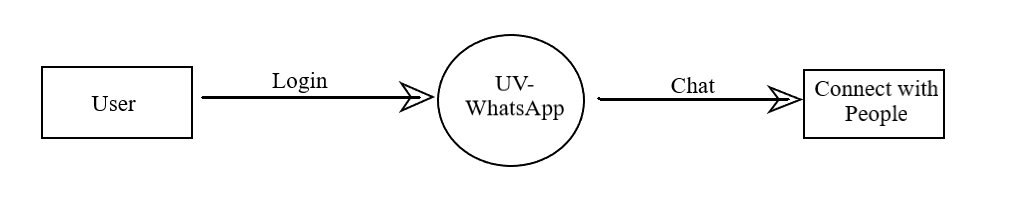 User
Login
UV-
WhatsApp
Chat
Connect with
People